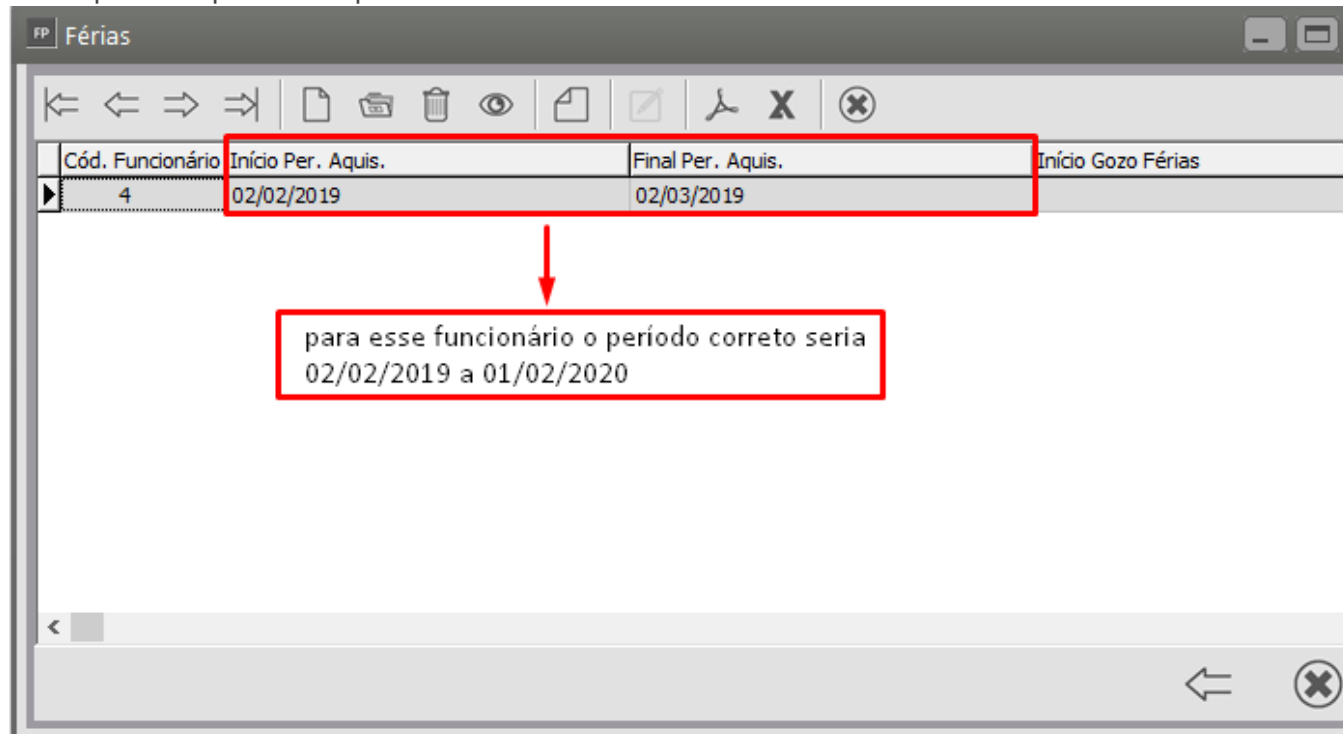 FP Férias
Cód. Funcionário Início Per. Aquis. Final Per. Aquis. Início Gozo Férias
4 02/02/2019 02/03/2019
para esse funcionário o período correto seria
02/02/2019 a 01/02/2020